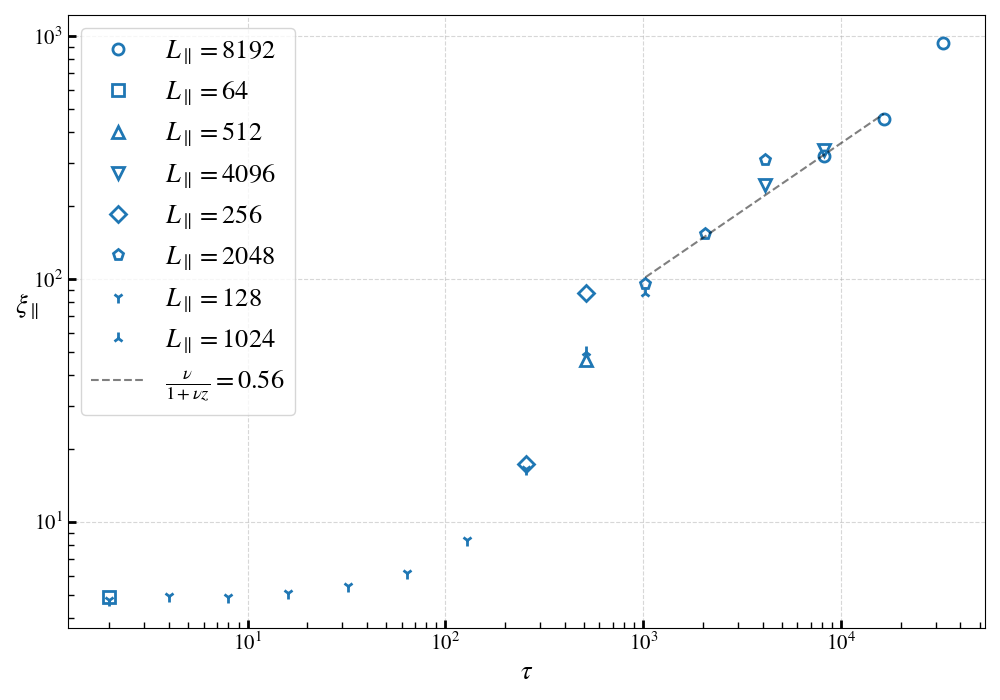 10³
10²
10¹
ξ∥
L∥ = 8192
L∥ = 64
L∥ = 512
L∥ = 4096
L∥ = 256
L∥ = 2048
L∥ = 128
L∥ = 1024
ν/(1+νz) = 0.56
10¹ 10² 10³ 10⁴
τ